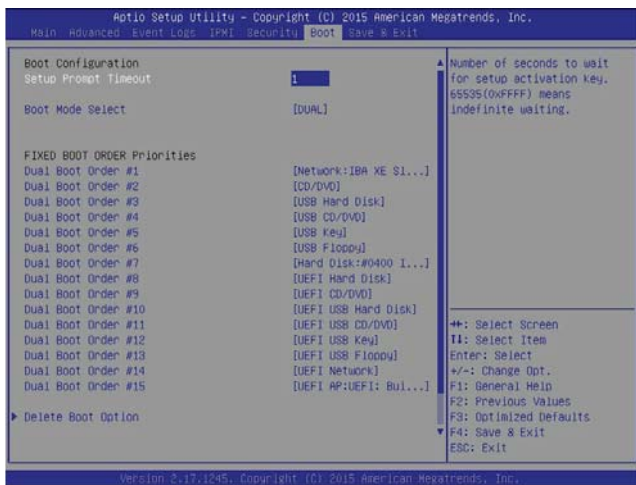 Aptio Setup Utility – Copyright (C) 2015 American Megatrends, Inc.
Main Advanced Event Logs IPMI Security Boot Save & Exit
Boot Configuration
Setup Prompt Timeout 1
Boot Mode Select [DUAL]
FIXED BOOT ORDER Priorities
Dual Boot Order #1 [Network:IBA XE Sl...]
Dual Boot Order #2 [CD/DVD]
Dual Boot Order #3 [USB Hard Disk]
Dual Boot Order #4 [USB CD/DVD]
Dual Boot Order #5 [USB Key]
Dual Boot Order #6 [USB Floppy]
Dual Boot Order #7 [Hard Disk:#0400 I...]
Dual Boot Order #8 [UEFI Hard Disk]
Dual Boot Order #9 [UEFI CD/DVD]
Dual Boot Order #10 [UEFI USB Hard Disk]
Dual Boot Order #11 [UEFI USB CD/DVD]
Dual Boot Order #12 [UEFI USB Key]
Dual Boot Order #13 [UEFI USB Floppy]
Dual Boot Order #14 [UEFI Network]
Dual Boot Order #15 [UEFI AP:UEFI: Bui...]
Delete Boot Option
Number of seconds to wait
for setup activation key.
65535(0xFFFF) means
indefinite waiting.
→←: Select Screen
↑↓: Select Item
Enter: Select
+/-: Change Opt.
F1: General Help
F2: Previous Values
F3: Optimized Defaults
F4: Save & Exit
ESC: Exit
Version 2.17.1245. Copyright (C) 2015 American Megatrends, Inc.